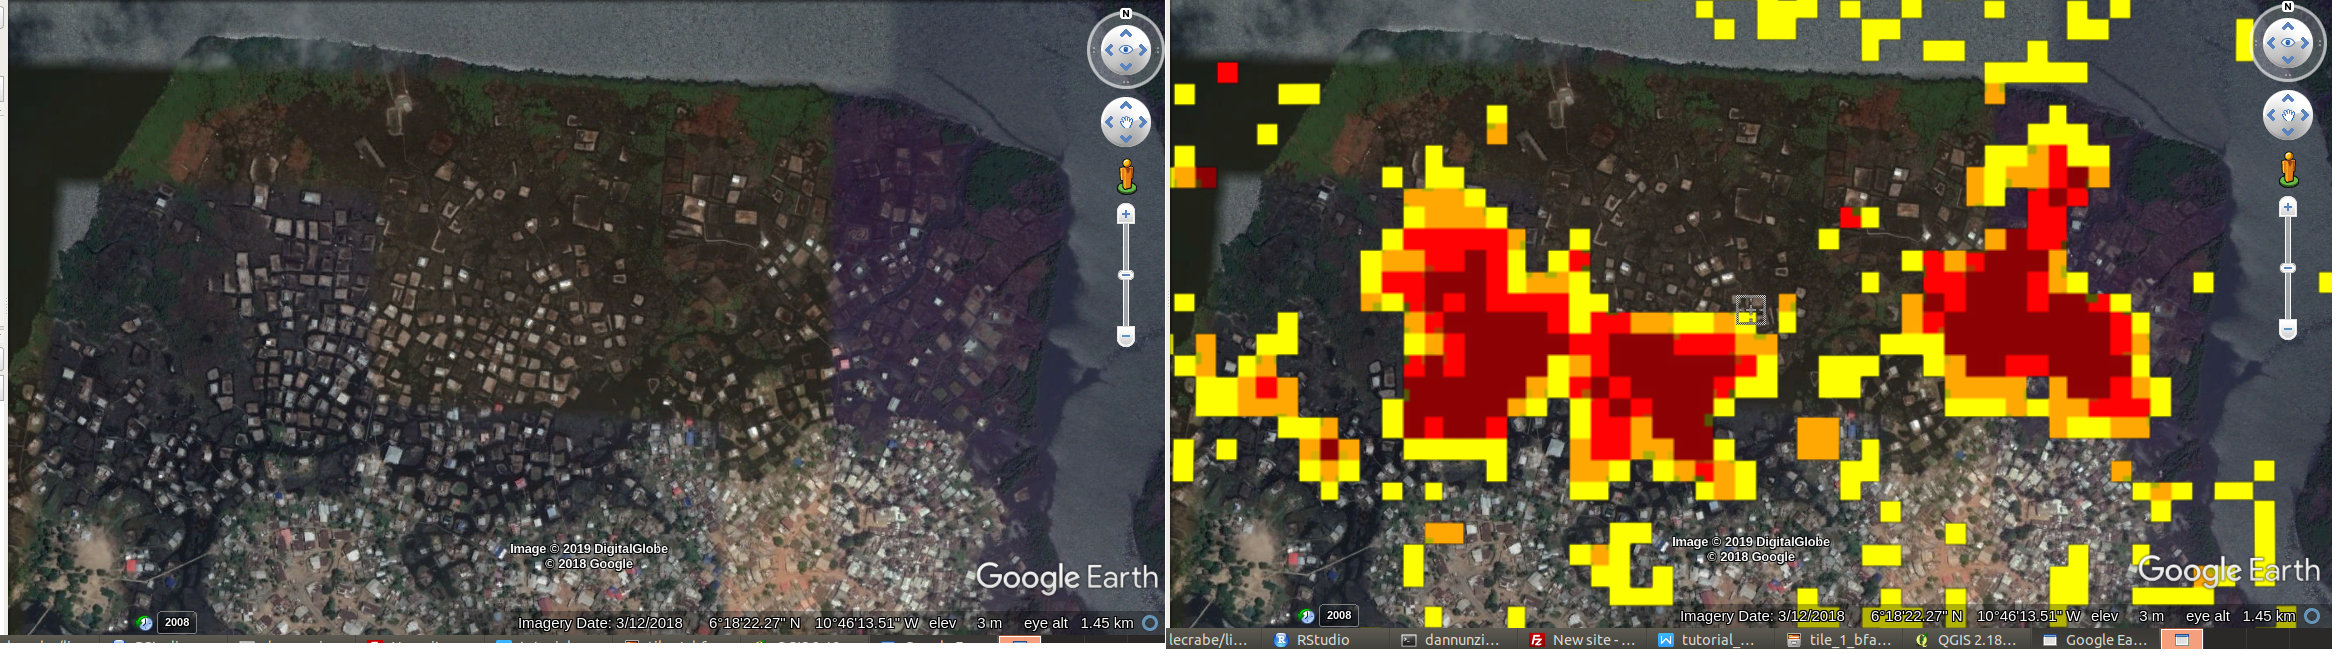 N
Image © 2019 DigitalGlobe
© 2018 Google
Google Earth
2008
Imagery Date: 3/12/2018 6°18'22.27" N 10°46'13.51" W elev 3 m eye alt 1.45 km
N
Image © 2019 DigitalGlobe
© 2018 Google
Google Earth
2008
Imagery Date: 3/12/2018 6°18'22.27" N 10°46'13.51" W elev 3 m eye alt 1.45 km
lecrabe/li... RStudio dannunzi... New site - ... tutorial_... tile_1_bfa... QGIS 2.18... Google Ea...